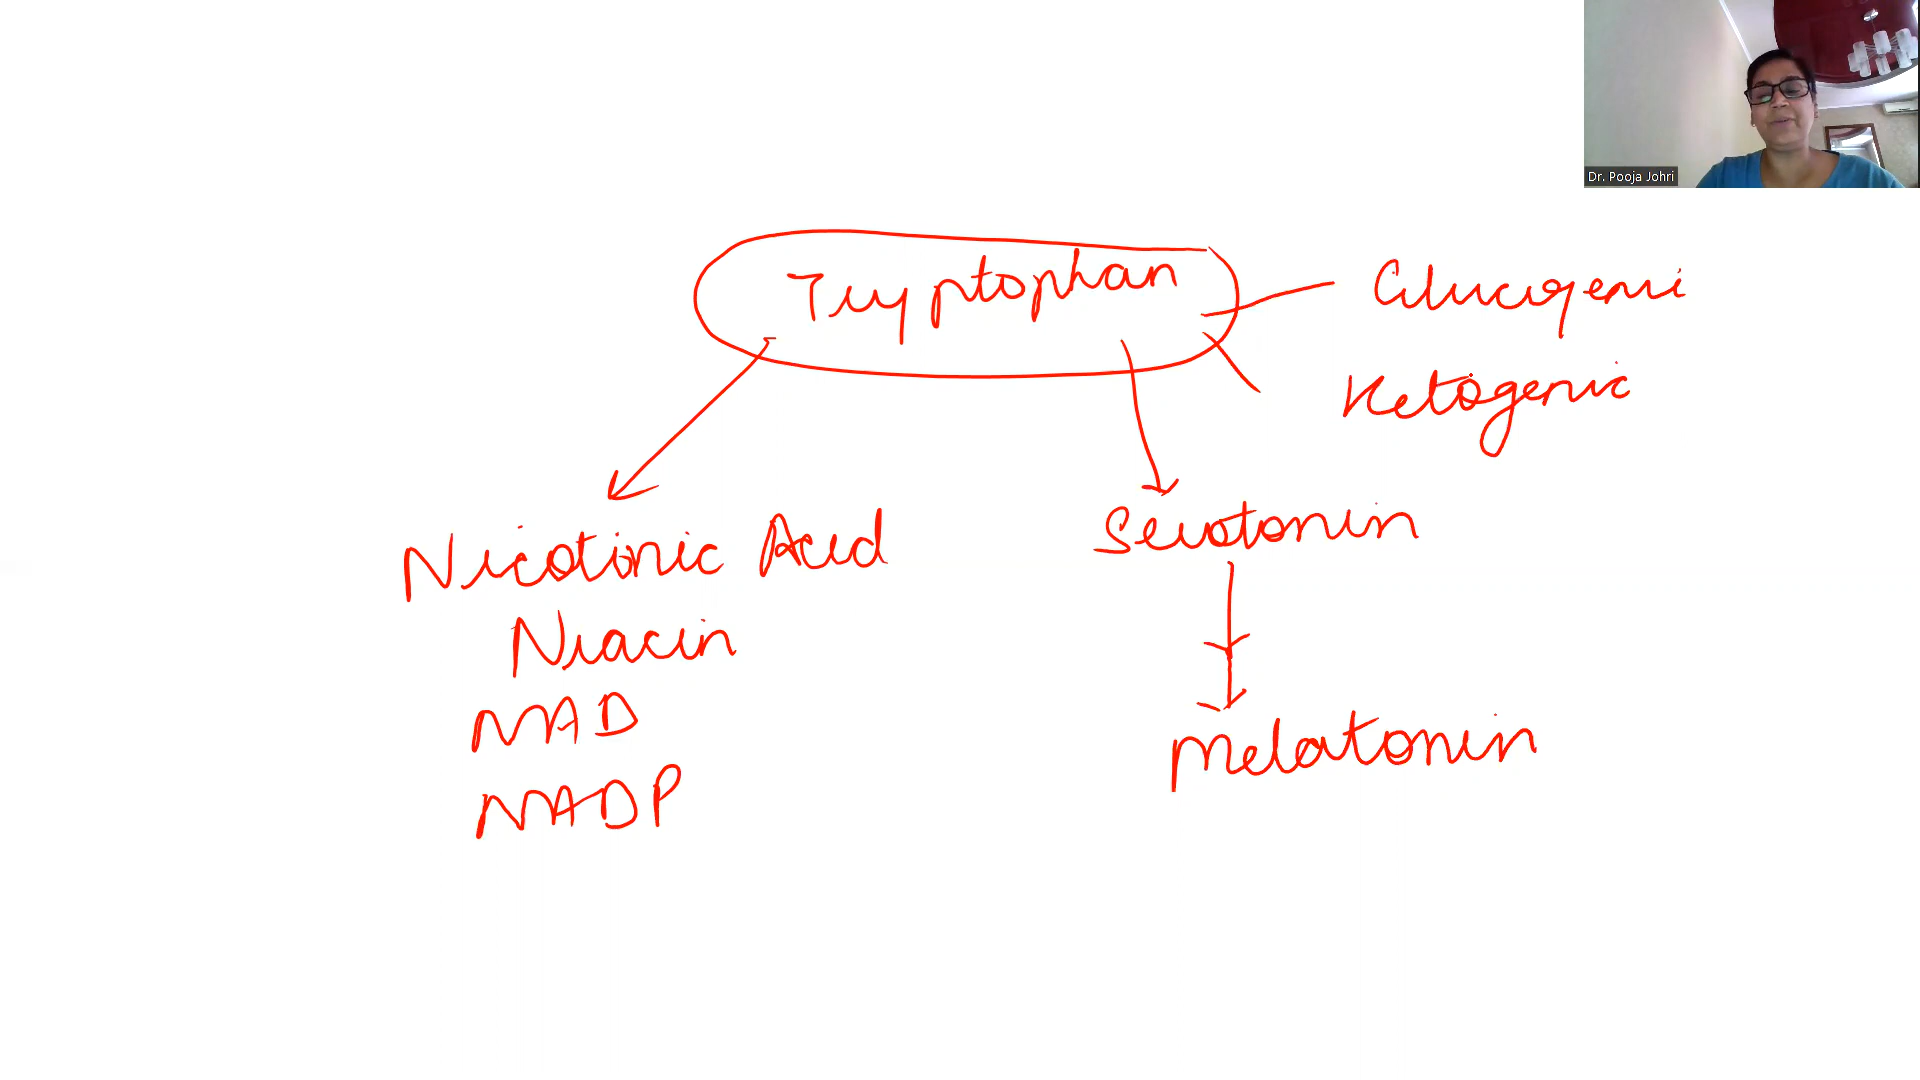 Dr. Pooja Johri
Tryptophan
Glucogenic
Ketogenic
Nicotinic Acid
Niacin
NAD
NADP
Serotonin
Melatonin